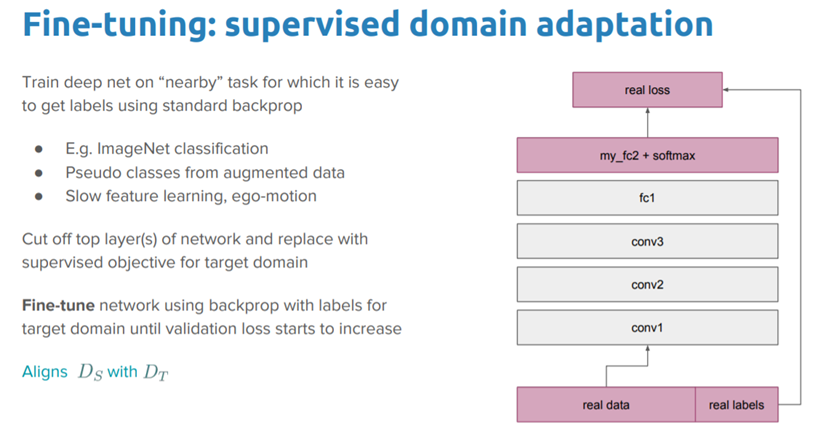 Fine-tuning: supervised domain adaptation
Train deep net on “nearby” task for which it is easy
to get labels using standard backprop
● E.g. ImageNet classification
● Pseudo classes from augmented data
● Slow feature learning, ego-motion
Cut off top layer(s) of network and replace with
supervised objective for target domain
Fine-tune network using backprop with labels for
target domain until validation loss starts to increase
Aligns D_S with D_T
real loss
my_fc2 + softmax
fc1
conv3
conv2
conv1
real data
real labels